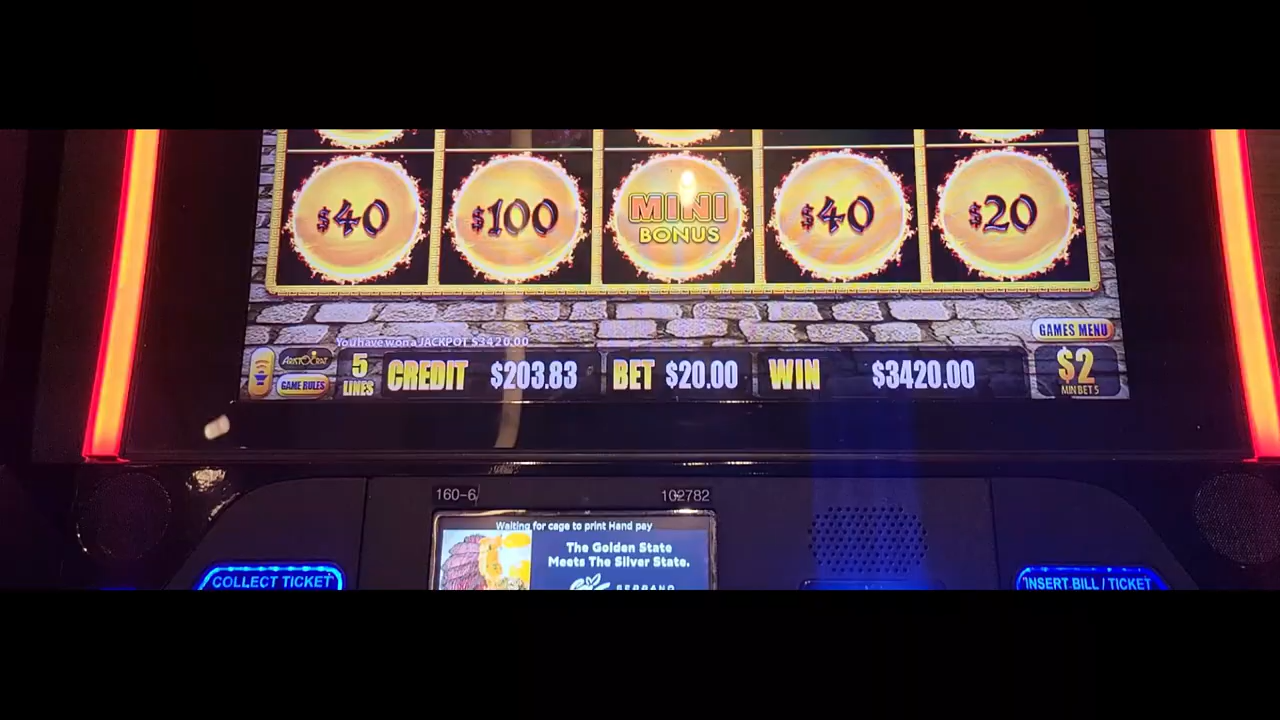 $40
$100
MINI
BONUS
$40
$20
GAMES MENU
You have won a JACKPOT $3420.00
ARISTOCRAT
GAME RULES
5
LINES
CREDIT $203.83
BET $20.00
WIN $3420.00
$2
MIN BET 5
160-6
102782
Waiting for cage to print Hand pay
The Golden State
Meets The Silver State.
SERRANO
COLLECT TICKET
INSERT BILL / TICKET